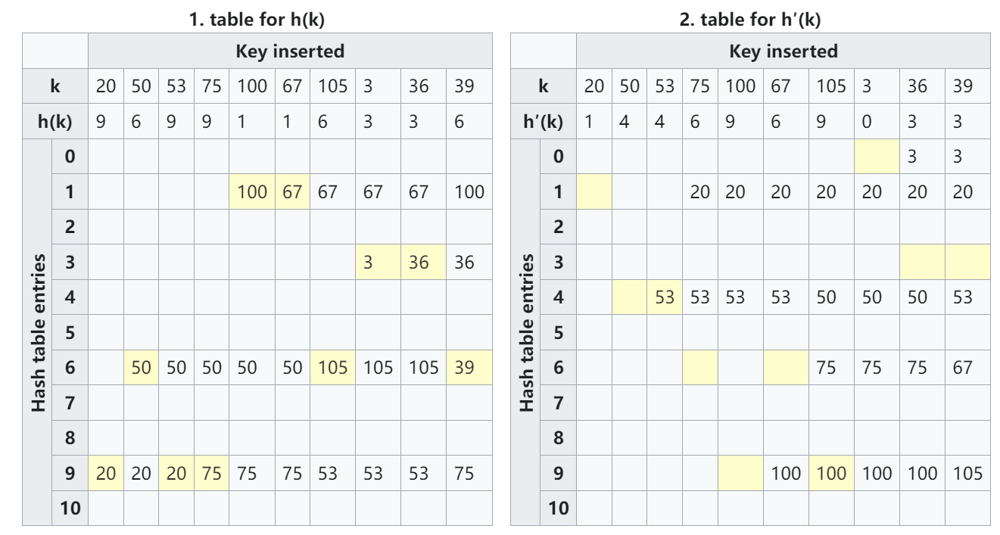 1. table for h(k) 2. table for h′(k)
Key inserted Key inserted
k 20 50 53 75 100 67 105 3 36 39 k 20 50 53 75 100 67 105 3 36 39
h(k) 9 6 9 9 1 1 6 3 3 6 h′(k) 1 4 4 6 9 6 9 0 3 3
Hash table entries Hash table entries
0 0 3 3
1 100 67 67 67 67 100 1 20 20 20 20 20 20 20
2 2
3 3 36 36 3
4 4 53 53 53 53 50 50 50 53
5 5
6 50 50 50 50 50 105 105 105 39 6 75 75 75 67
7 7
8 8
9 20 20 20 75 75 75 53 53 53 75 9 100 100 100 100 105
10 10